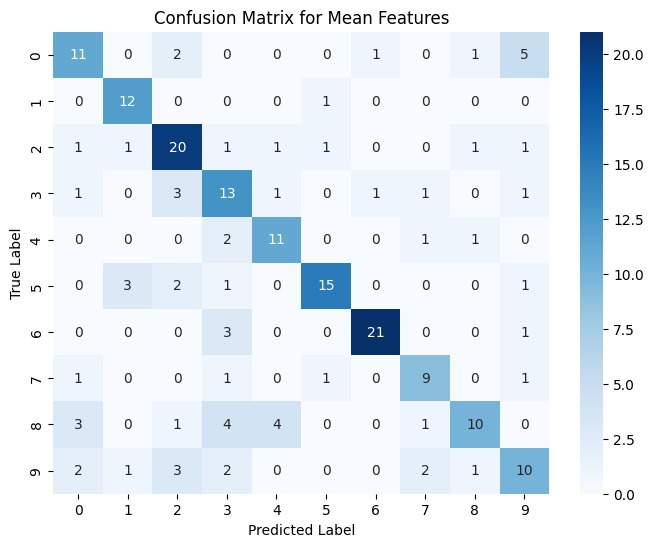 Confusion Matrix for Mean Features
0 11 0 2 0 0 0 1 0 1 5
1 0 12 0 0 0 1 0 0 0 0
2 1 1 20 1 1 1 0 0 1 1
3 1 0 3 13 1 0 1 1 0 1
4 0 0 0 2 11 0 0 1 1 0
5 0 3 2 1 0 15 0 0 0 1
6 0 0 0 3 0 0 21 0 0 1
7 1 0 0 1 0 1 0 9 0 1
8 3 0 1 4 4 0 0 1 10 0
9 2 1 3 2 0 0 0 2 1 10
0 1 2 3 4 5 6 7 8 9
Predicted Label
True Label
20.0
17.5
15.0
12.5
10.0
7.5
5.0
2.5
0.0